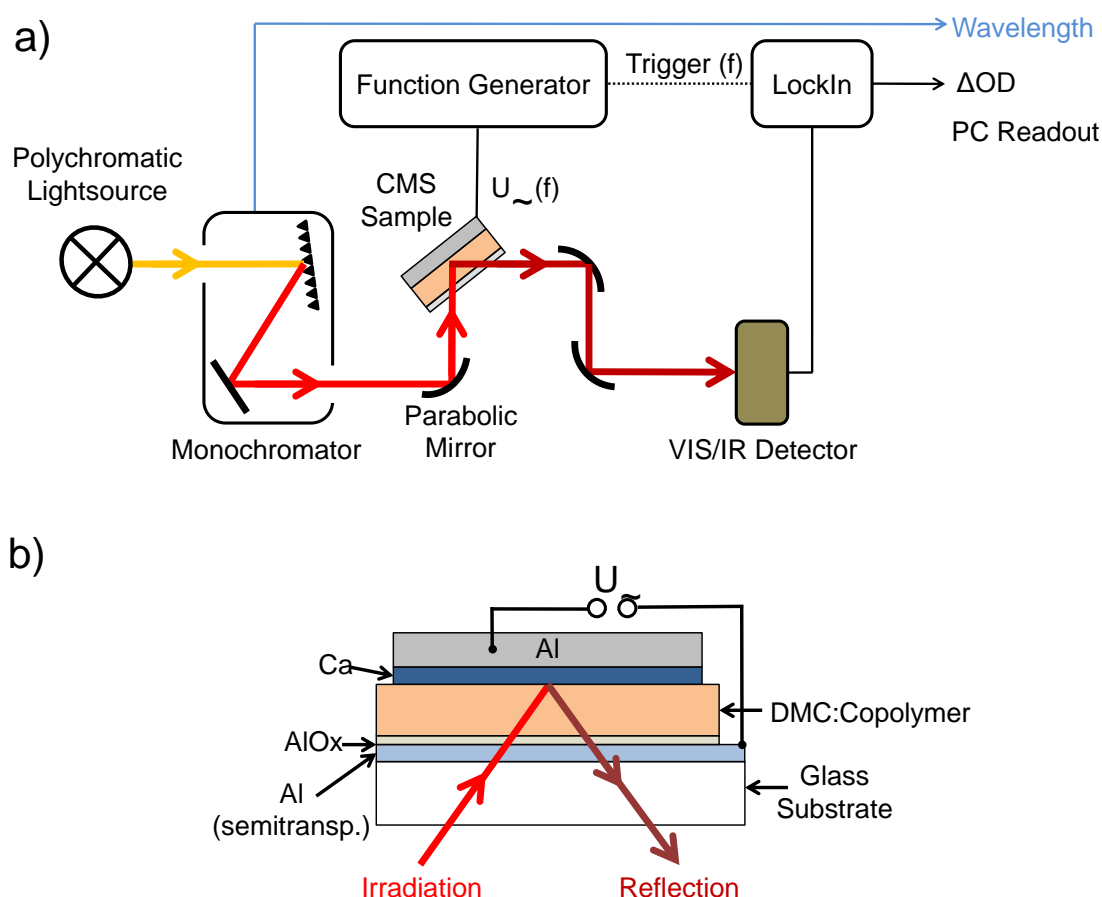 a)
Wavelength
Function Generator
Trigger (f)
LockIn
ΔOD
PC Readout
Polychromatic
Lightsource
CMS
Sample
U~(f)
Monochromator
Parabolic
Mirror
VIS/IR Detector
b)
U≂
Al
Ca
DMC:Copolymer
AlOx
Al
(semitransp.)
Glass
Substrate
Irradiation
Reflection